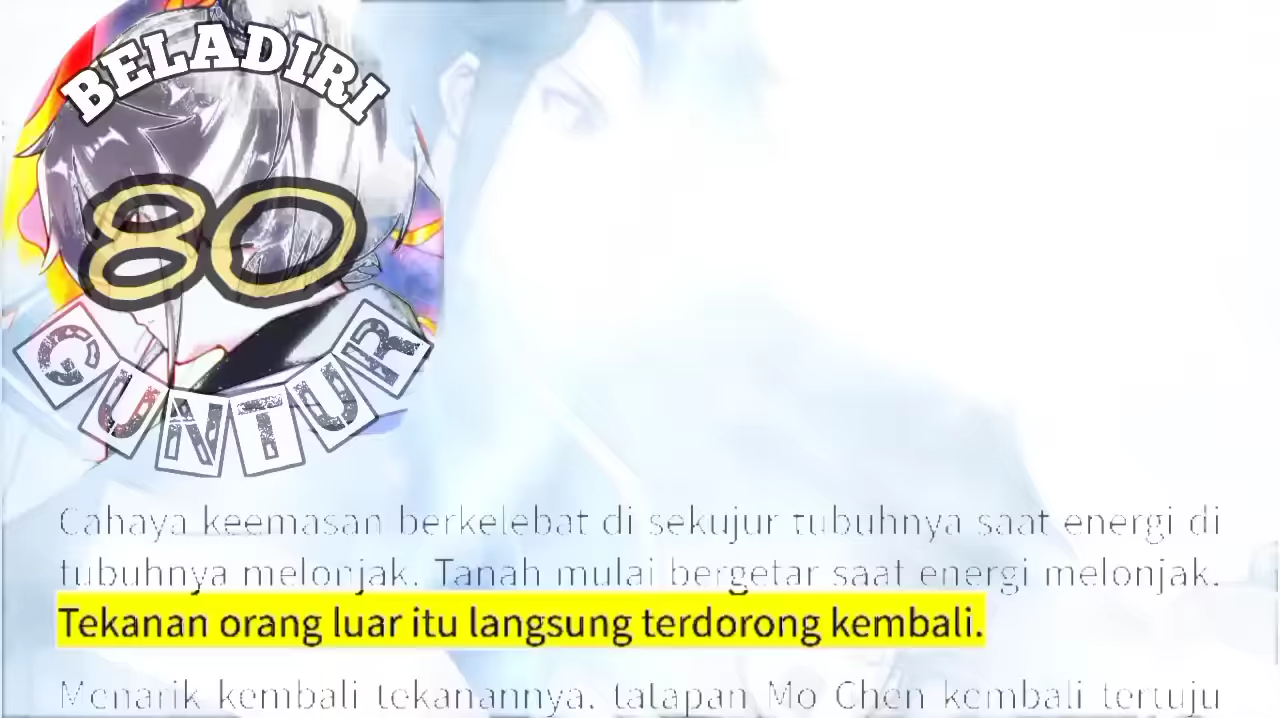 BELADIRI
80
GUNTUR
Cahaya keemasan berkelebat di sekujur tubuhnya saat energi di
tubuhnya melonjak. Tanah mulai bergetar saat energi melonjak.
Tekanan orang luar itu langsung terdorong kembali.
Menarik kembali tekanannya, tatapan Mo Chen kembali tertuju